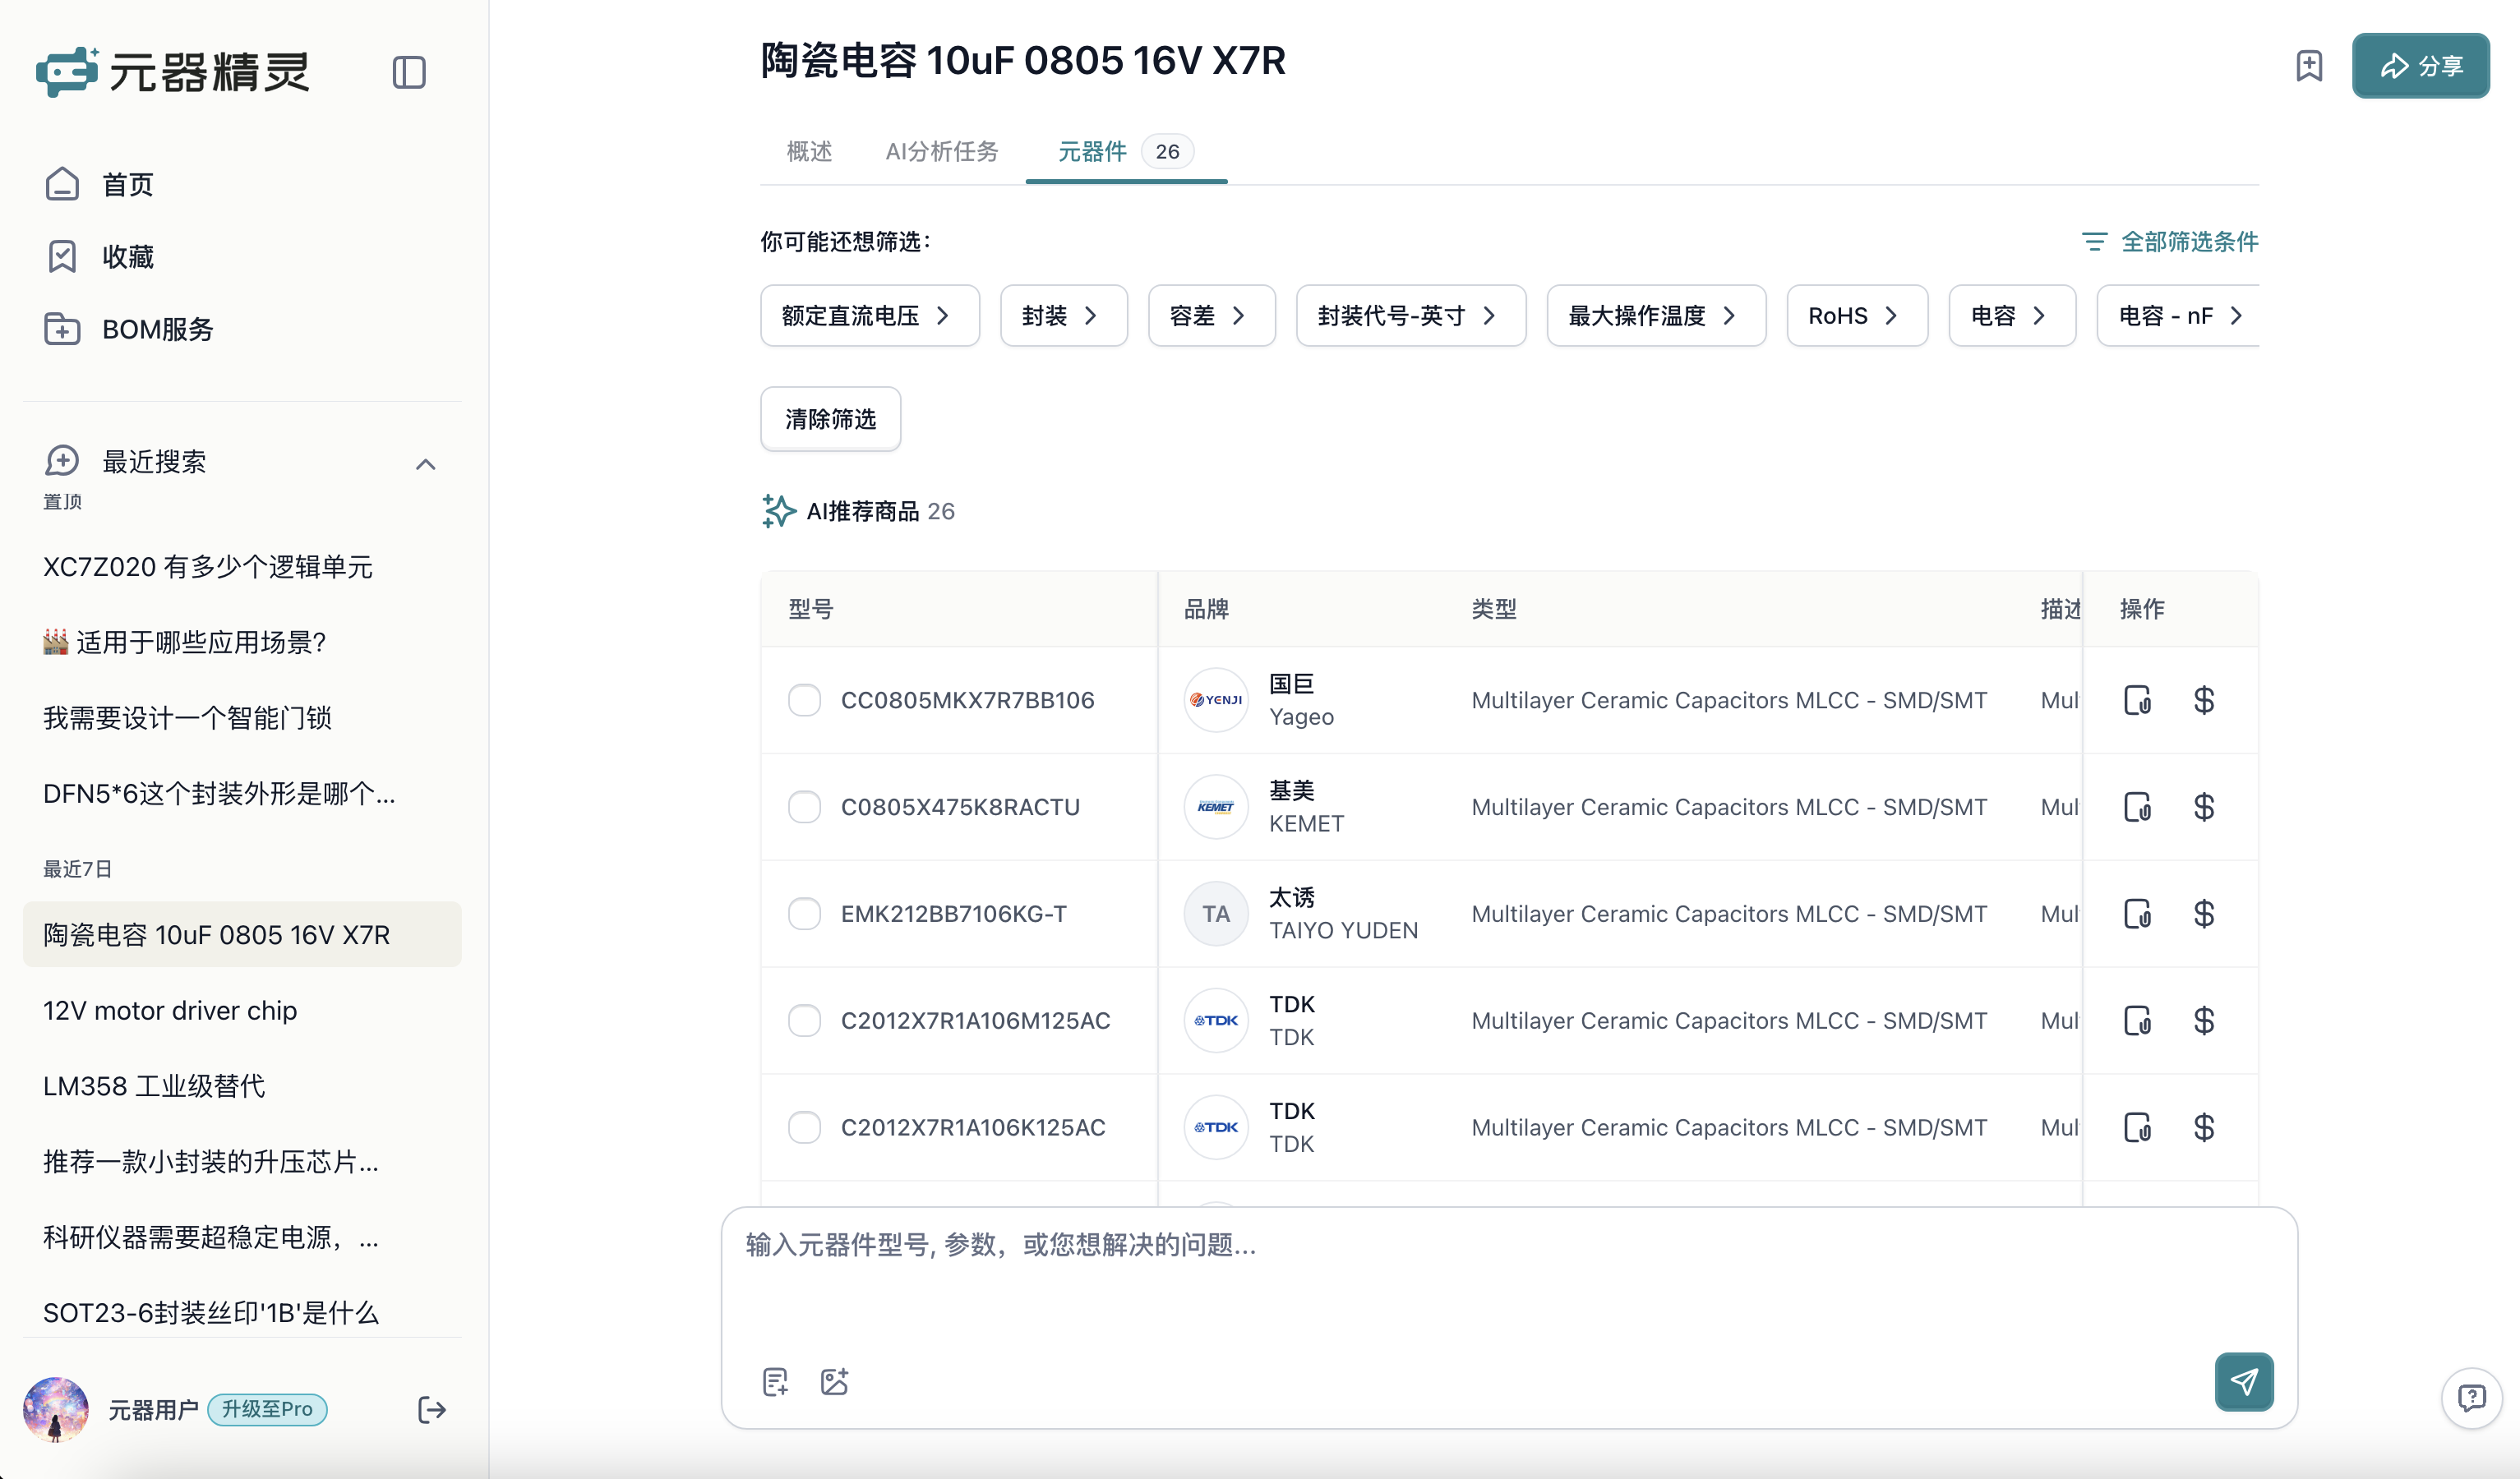 元器精灵
首页
收藏
BOM服务
最近搜索
置顶
XC7Z020 有多少个逻辑单元
适用于哪些应用场景?
我需要设计一个智能门锁
DFN5*6这个封装外形是哪个...
最近7日
陶瓷电容 10uF 0805 16V X7R
12V motor driver chip
LM358 工业级替代
推荐一款小封装的升压芯片...
科研仪器需要超稳定电源，...
SOT23-6封装丝印'1B'是什么
元器用户 升级至Pro
陶瓷电容 10uF 0805 16V X7R
分享
概述 AI分析任务 元器件 26
你可能还想筛选： 全部筛选条件
额定直流电压 封装 容差 封装代号-英寸 最大操作温度 RoHS 电容 电容 - nF
清除筛选
AI推荐商品 26
型号 品牌 类型 描述 操作
CC0805MKX7R7BB106 YENJI 国巨 Yageo Multilayer Ceramic Capacitors MLCC - SMD/SMT Mul
C0805X475K8RACTU KEMET 基美 KEMET Multilayer Ceramic Capacitors MLCC - SMD/SMT Mul
EMK212BB7106KG-T TA 太诱 TAIYO YUDEN Multilayer Ceramic Capacitors MLCC - SMD/SMT Mul
C2012X7R1A106M125AC TDK TDK TDK Multilayer Ceramic Capacitors MLCC - SMD/SMT Mul
C2012X7R1A106K125AC TDK TDK TDK Multilayer Ceramic Capacitors MLCC - SMD/SMT Mul
输入元器件型号, 参数，或您想解决的问题...